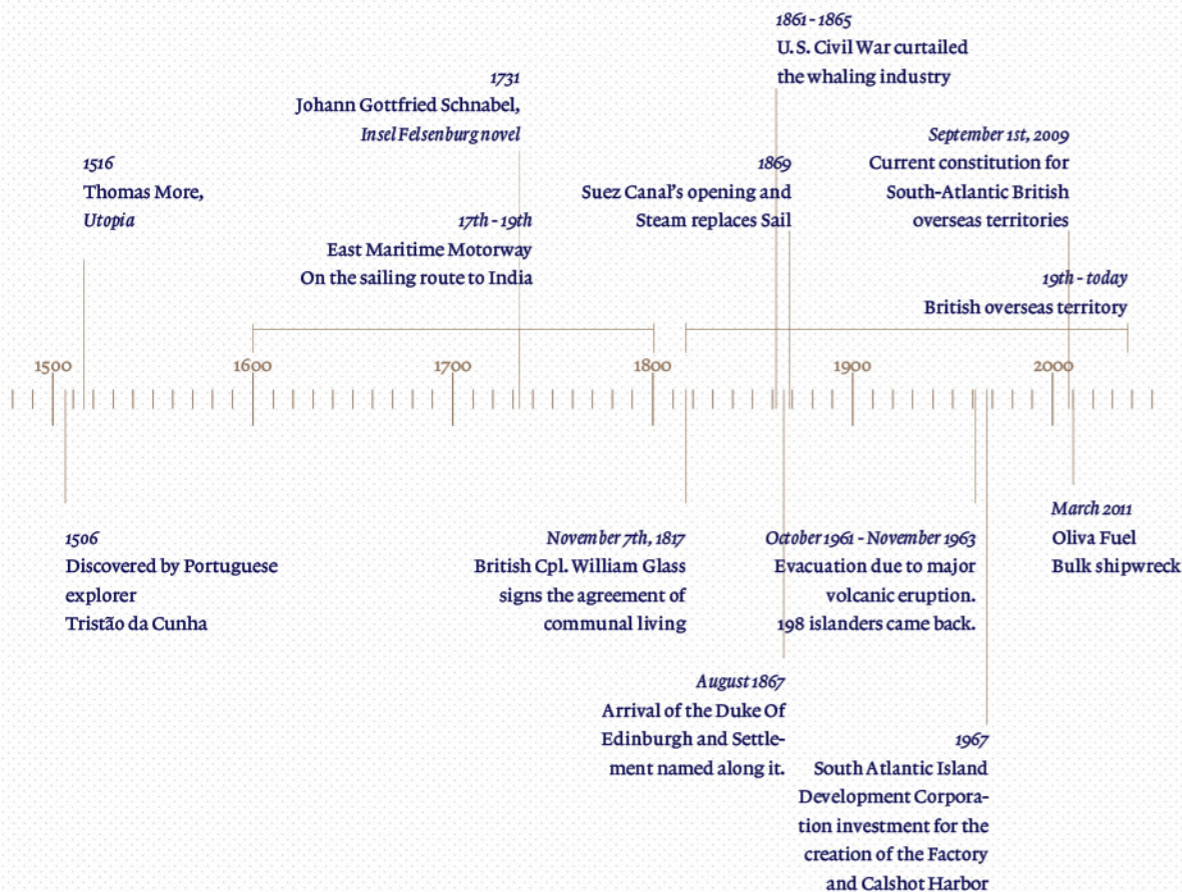 1861 - 1865
U.S. Civil War curtailed
the whaling industry
1731
Johann Gottfried Schnabel,
Insel Felsenburg novel
September 1st, 2009
Current constitution for
South-Atlantic British
overseas territories
1516
Thomas More,
Utopia
1869
Suez Canal's opening and
Steam replaces Sail
17th - 19th
East Maritime Motorway
On the sailing route to India
19th - today
British overseas territory
1500 1600 1700 1800 1900 2000
1506
Discovered by Portuguese
explorer
Tristão da Cunha
November 7th, 1817
British Cpl. William Glass
signs the agreement of
communal living
October 1961 - November 1963
Evacuation due to major
volcanic eruption.
198 islanders came back.
March 2011
Oliva Fuel
Bulk shipwreck
August 1867
Arrival of the Duke Of
Edinburgh and Settle-
ment named along it.
1967
South Atlantic Island
Development Corpora-
tion investment for the
creation of the Factory
and Calshot Harbor